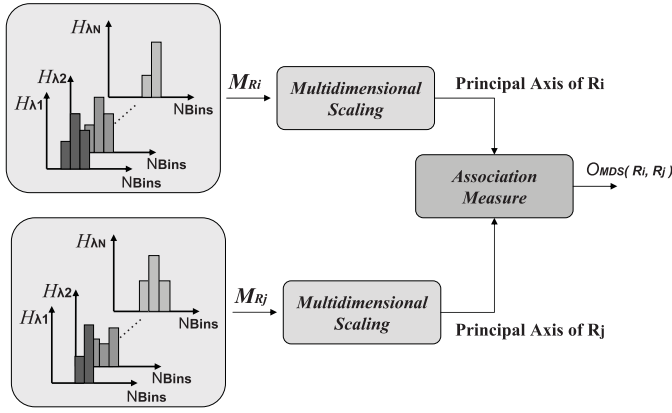 HλN
Hλ2
Hλ1
NBins
NBins
NBins
MRi
Multidimensional
Scaling
Principal Axis of Ri
Association
Measure
OMDS( Ri, Rj )
HλN
Hλ2
Hλ1
NBins
NBins
NBins
MRj
Multidimensional
Scaling
Principal Axis of Rj